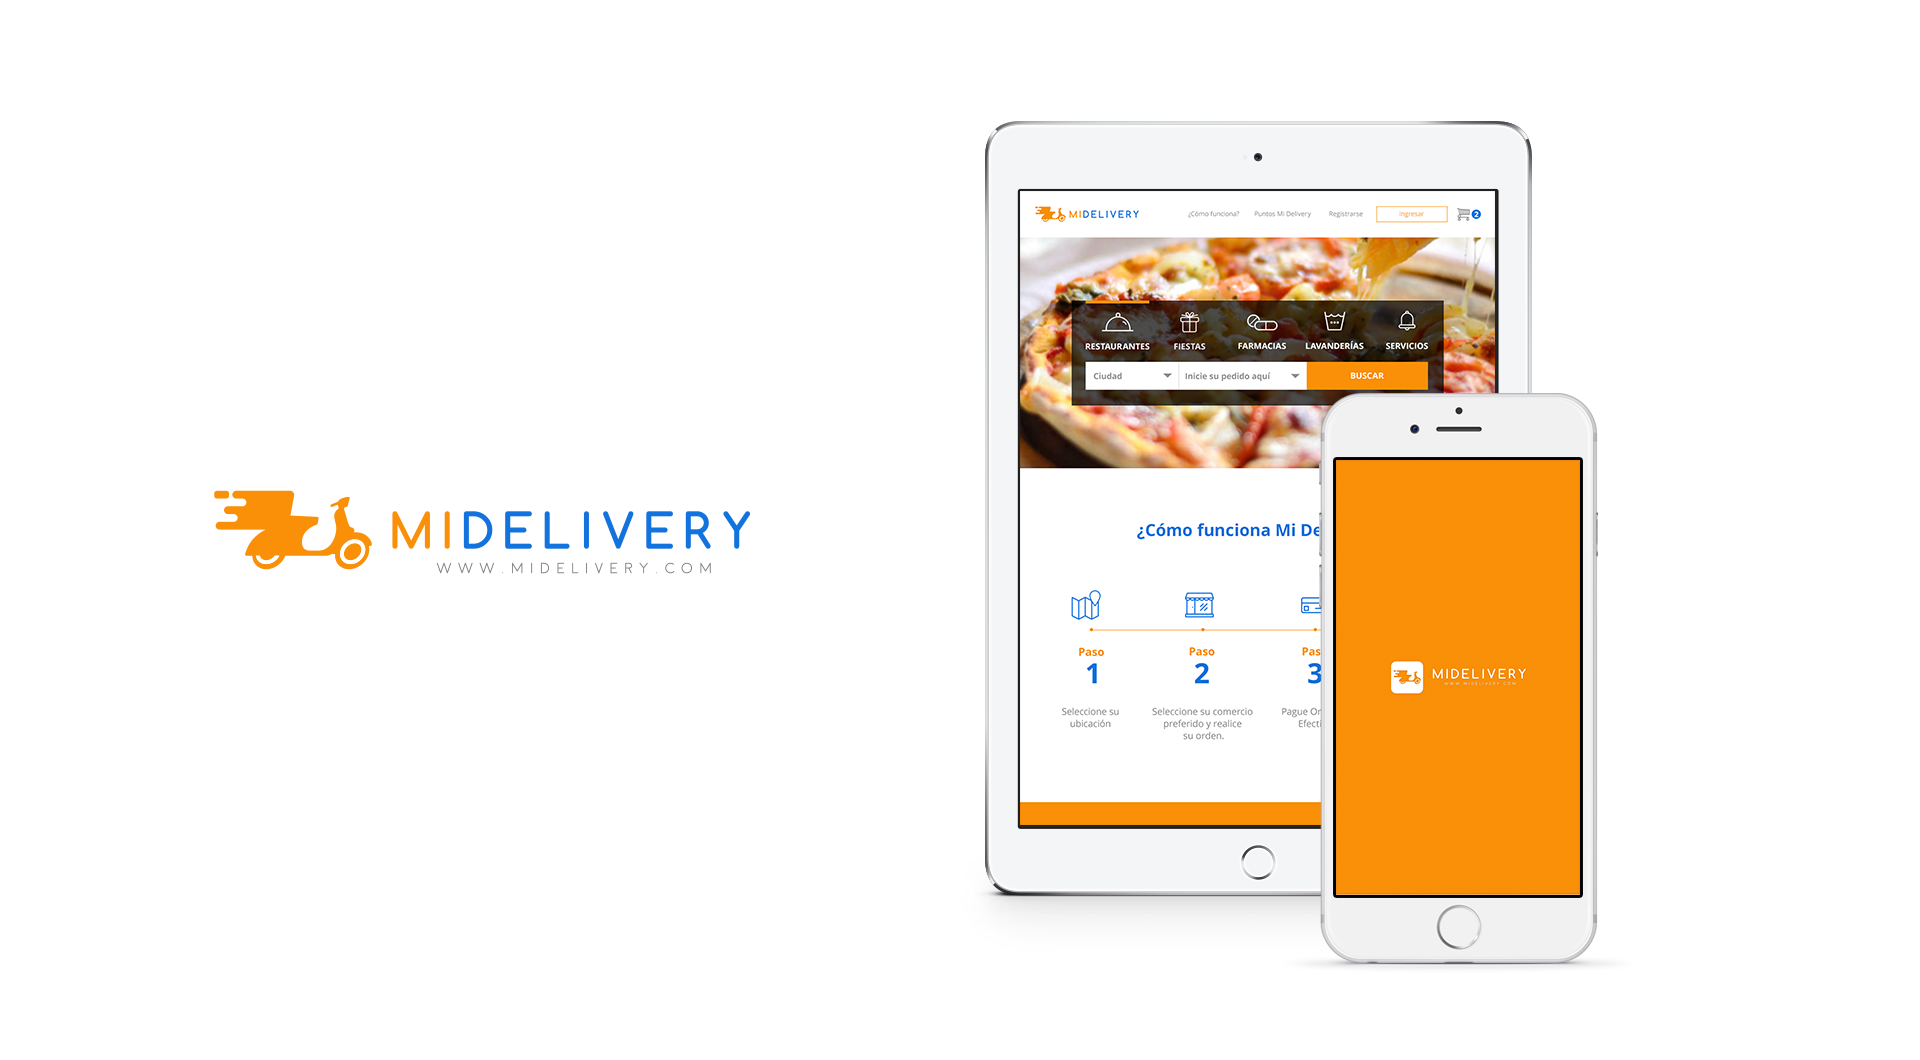 MIDELIVERY
WWW.MIDELIVERY.COM
MIDELIVERY
¿Cómo funciona?
Puntos Mi Delivery
Registrarse
Ingresar
2
RESTAURANTES
FIESTAS
FARMACIAS
LAVANDERÍAS
SERVICIOS
Ciudad
Inicie su pedido aquí
BUSCAR
¿Cómo funciona Mi De
Paso
1
Seleccione su
ubicación
Paso
2
Seleccione su comercio
preferido y realice
su orden.
Pas
3
Pague On
Efecti
MIDELIVERY
WWW.MIDELIVERY.COM